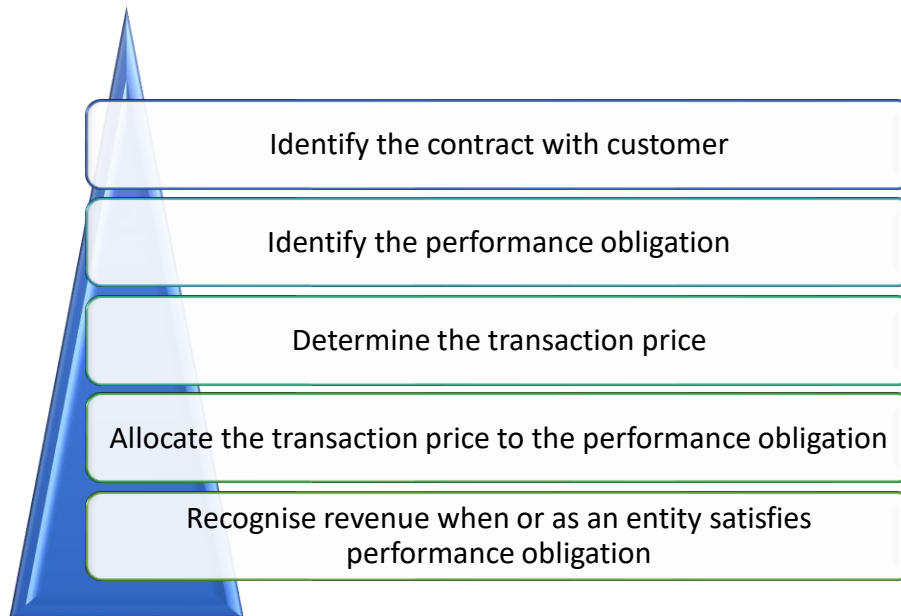 Identify the contract with customer
Identify the performance obligation
Determine the transaction price
Allocate the transaction price to the performance obligation
Recognise revenue when or as an entity satisfies
performance obligation